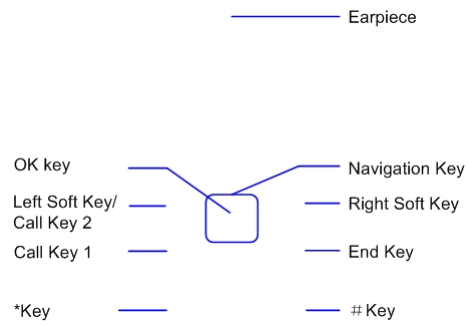 Earpiece
OK key
Navigation Key
Left Soft Key/
Call Key 2
Right Soft Key
Call Key 1
End Key
*Key
＃Key